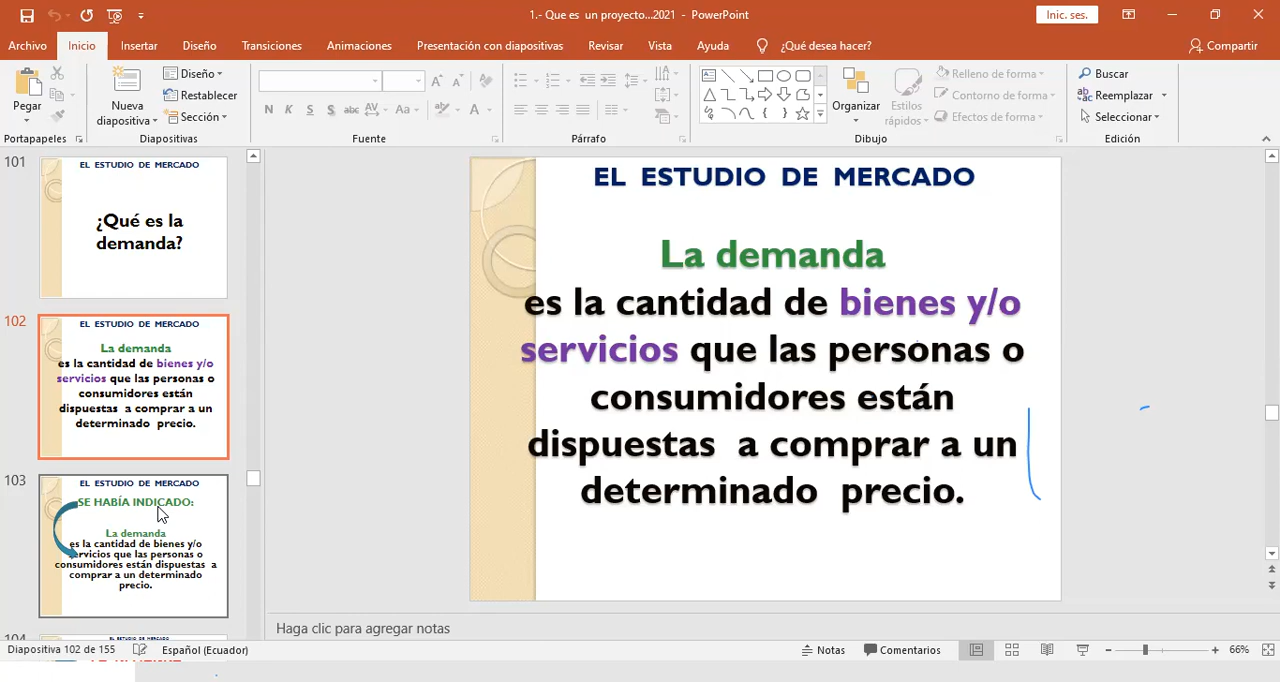 1.- Que es  un proyecto...2021  -  PowerPoint
Inic. ses.
Archivo
Inicio
Insertar
Diseño
Transiciones
Animaciones
Presentación con diapositivas
Revisar
Vista
Ayuda
¿Qué desea hacer?
Compartir
Pegar
Nueva
diapositiva
Diseño
Restablecer
Sección
N K S S abc AV Aa A
A A
Organizar
Estilos
rápidos
Relleno de forma
Contorno de forma
Efectos de forma
Buscar
Reemplazar
Seleccionar
Portapapeles
Diapositivas
Fuente
Párrafo
Dibujo
Edición
101
EL ESTUDIO DE MERCADO
¿Qué es la
demanda?
102
EL ESTUDIO DE MERCADO
La demanda
es la cantidad de bienes y/o
servicios que las personas o
consumidores están
dispuestas a comprar a un
determinado precio.
103
EL ESTUDIO DE MERCADO
SE HABÍA INDICADO:
La demanda
es la cantidad de bienes y/o
servicios que las personas o
consumidores están dispuestas a
comprar a un determinado
precio.
104
EL ESTUDIO DE MERCADO
EL ESTUDIO DE MERCADO
La demanda
es la cantidad de bienes y/o
servicios que las personas o
consumidores están
dispuestas a comprar a un
determinado precio.
Haga clic para agregar notas
Diapositiva 102 de 155
Español (Ecuador)
Notas
Comentarios
66%